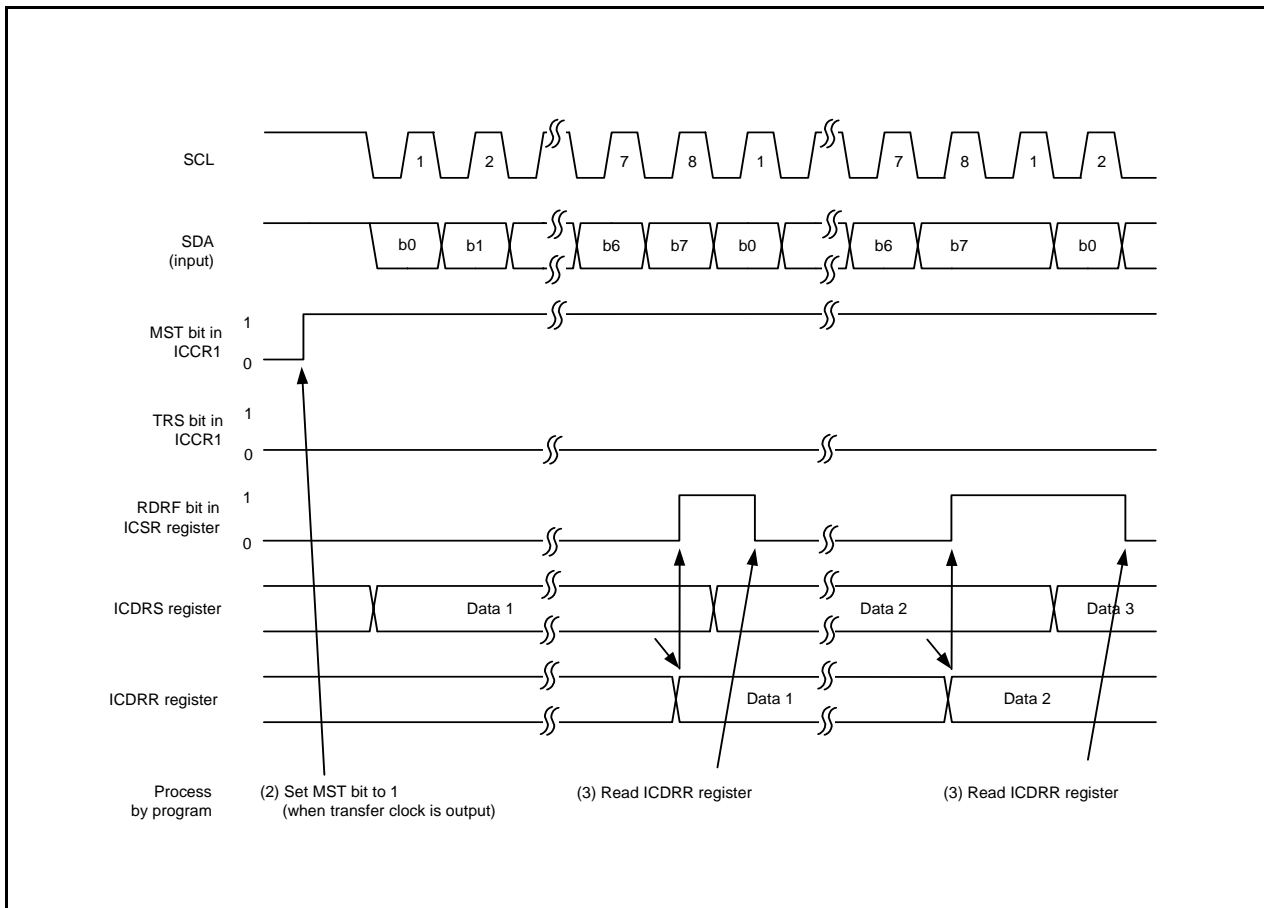 SCL
1 2 7 8 1 7 8 1 2
SDA
(input)
b0 b1 b6 b7 b0 b6 b7 b0
MST bit in
ICCR1
1
0
TRS bit in
ICCR1
1
0
RDRF bit in
ICSR register
1
0
ICDRS register
Data 1 Data 2 Data 3
ICDRR register
Data 1 Data 2
Process
by program
(2) Set MST bit to 1
(when transfer clock is output)
(3) Read ICDRR register
(3) Read ICDRR register